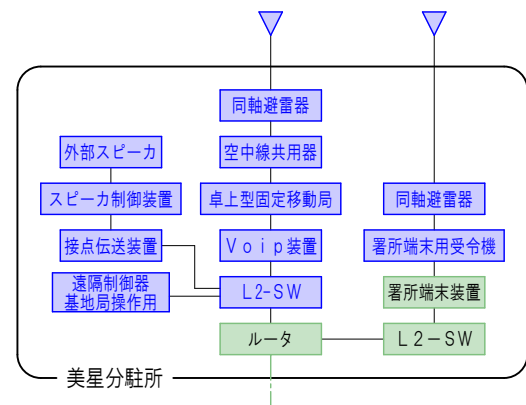 同軸避雷器
外部スピーカ
空中線共用器
スピーカ制御装置
卓上型固定移動局
同軸避雷器
接点伝送装置
Ｖｏｉｐ装置
署所端末用受令機
遠隔制御器
基地局操作用
L2-SW
署所端末装置
ルータ
Ｌ２－ＳＷ
美星分駐所